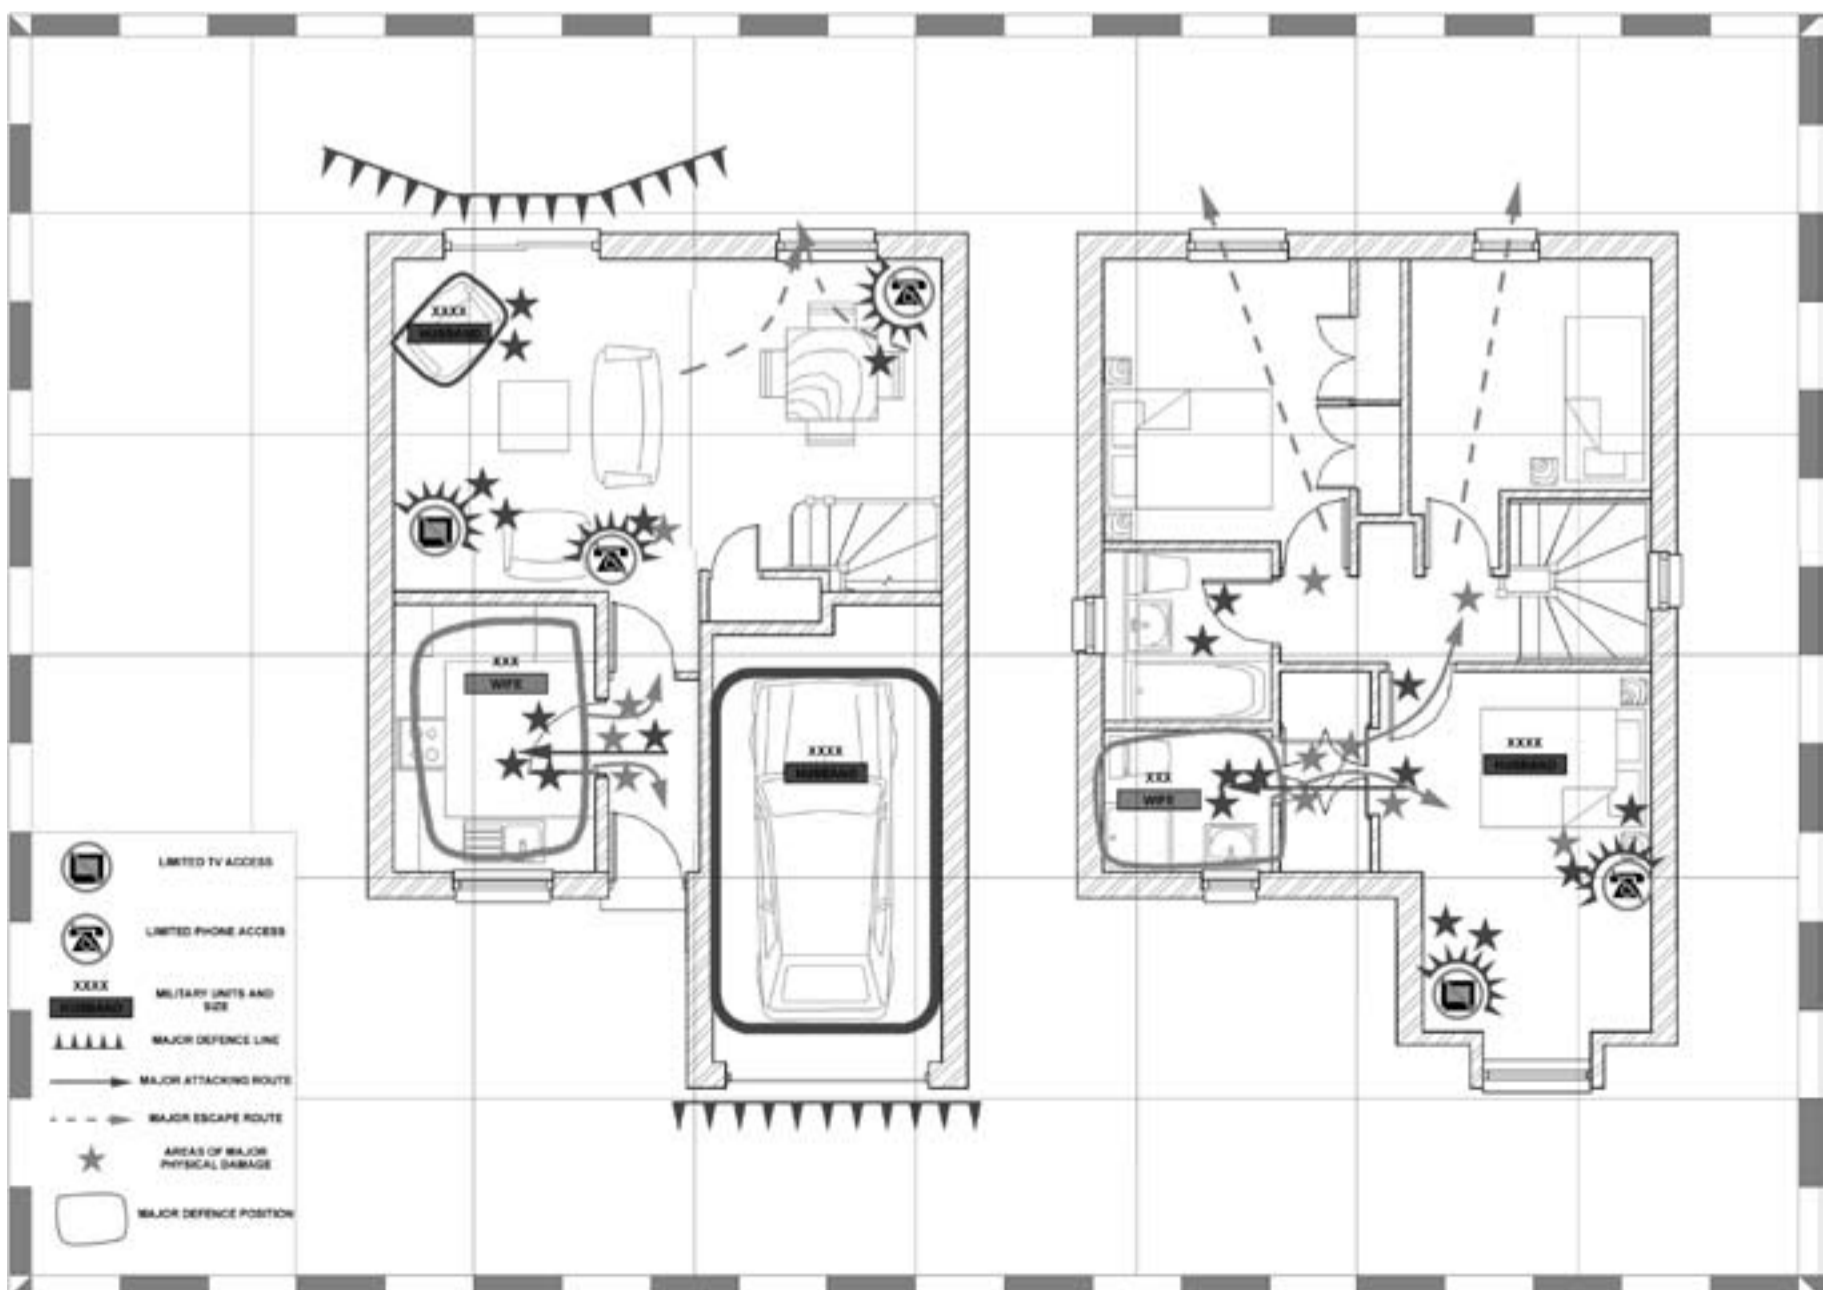 XXXX
HUSBAND
XXX
WIFE
XXXX
HUSBAND
XXXX
HUSBAND
XXX
WIFE
LIMITED TV ACCESS
LIMITED PHONE ACCESS
XXXX
HUSBAND
MILITARY UNITS AND
SIZE
MAJOR DEFENCE LINE
MAJOR ATTACKING ROUTE
MAJOR ESCAPE ROUTE
AREAS OF MAJOR
PHYSICAL DAMAGE
MAJOR DEFENCE POSITION